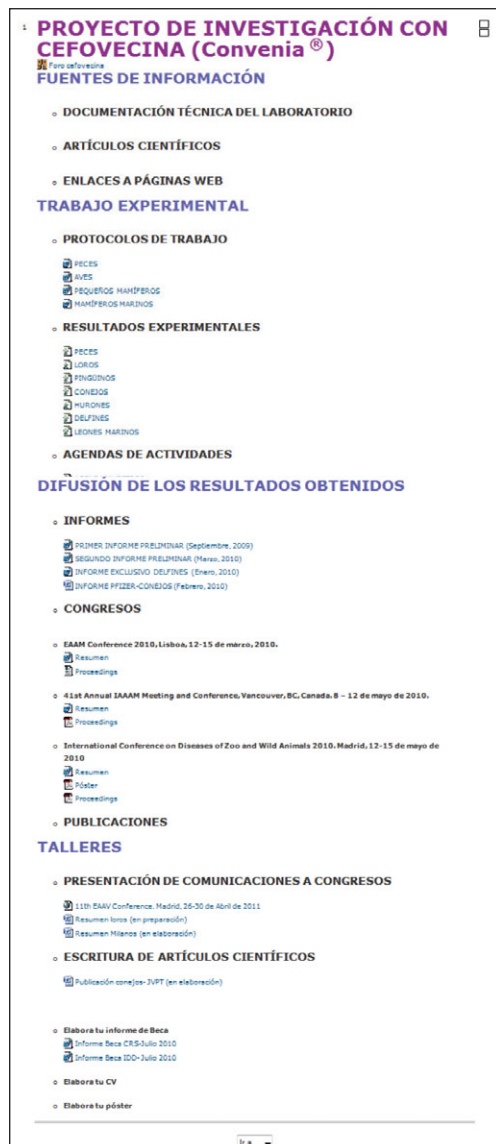 1
PROYECTO DE INVESTIGACIÓN CON
CEFOVECINA (Convenia ®)
Foro cefovecina
FUENTES DE INFORMACIÓN
DOCUMENTACIÓN TÉCNICA DEL LABORATORIO
ARTÍCULOS CIENTÍFICOS
ENLACES A PÁGINAS WEB
TRABAJO EXPERIMENTAL
PROTOCOLOS DE TRABAJO
PECES
AVES
PEQUEÑOS MAMÍFEROS
MAMÍFEROS MARINOS
RESULTADOS EXPERIMENTALES
PECES
LOROS
PINGÜINOS
CONEJOS
HURONES
DELFINES
LEONES MARINOS
AGENDAS DE ACTIVIDADES
DIFUSIÓN DE LOS RESULTADOS OBTENIDOS
INFORMES
PRIMER INFORME PRELIMINAR (Septiembre, 2009)
SEGUNDO INFORME PRELIMINAR (Marzo, 2010)
INFORME EXCLUSIVO DELFINES (Enero, 2010)
INFORME PFIZER-CONEJOS (Febrero, 2010)
CONGRESOS
EAAM Conference 2010, Lisboa, 12-15 de marzo, 2010.
Resumen
Proceedings
41st Annual IAAAM Meeting and Conference, Vancouver, BC, Canada. 8 – 12 de mayo de 2010.
Resumen
Proceedings
International Conference on Diseases of Zoo and Wild Animals 2010. Madrid, 12-15 de mayo de
2010
Resumen
Póster
Proceedings
PUBLICACIONES
TALLERES
PRESENTACIÓN DE COMUNICACIONES A CONGRESOS
11th EAAV Conference. Madrid, 26-30 de Abril de 2011
Resumen loros (en preparación)
Resumen Milanos (en elaboración)
ESCRITURA DE ARTÍCULOS CIENTÍFICOS
Publicación conejos- JVPT (en elaboración)
Elabora tu informe de Beca
Informe Beca CRS-Julio 2010
Informe Beca IDD- Julio 2010
Elabora tu CV
Elabora tu póster
Ir a